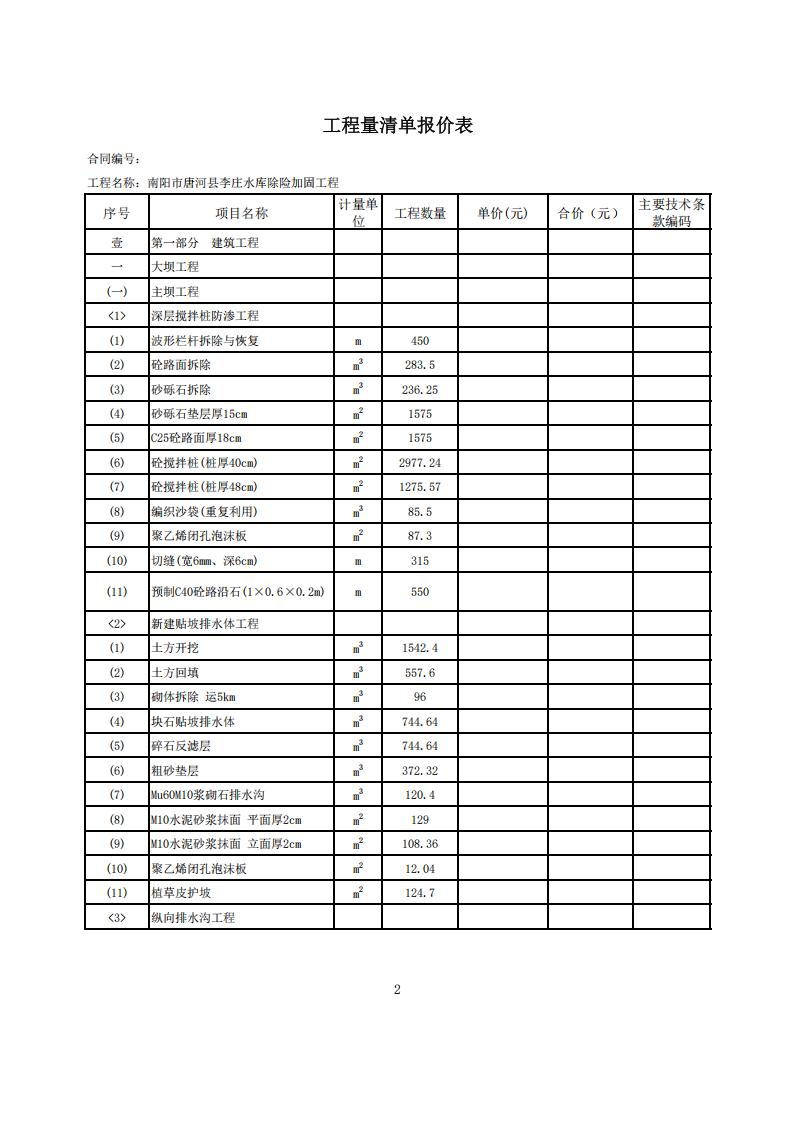 工程量清单报价表
合同编号：
工程名称：南阳市唐河县李庄水库除险加固工程
序号 项目名称 计量单位 工程数量 单价(元) 合价（元） 主要技术条款编码
壹 第一部分 建筑工程
一 大坝工程
(一) 主坝工程
<1> 深层搅拌桩防渗工程
(1) 波形栏杆拆除与恢复 m 450
(2) 砼路面拆除 m³ 283.5
(3) 砂砾石拆除 m³ 236.25
(4) 砂砾石垫层厚15cm m² 1575
(5) C25砼路面厚18cm m² 1575
(6) 砼搅拌桩(桩厚40cm) m² 2977.24
(7) 砼搅拌桩(桩厚48cm) m² 1275.57
(8) 编织沙袋(重复利用) m³ 85.5
(9) 聚乙烯闭孔泡沫板 m² 87.3
(10) 切缝(宽6mm、深6cm) m 315
(11) 预制C40砼路沿石(1×0.6×0.2m) m 550
<2> 新建贴坡排水体工程
(1) 土方开挖 m³ 1542.4
(2) 土方回填 m³ 557.6
(3) 砌体拆除 运5km m³ 96
(4) 块石贴坡排水体 m³ 744.64
(5) 碎石反滤层 m³ 744.64
(6) 粗砂垫层 m³ 372.32
(7) Mu60M10浆砌石排水沟 m³ 120.4
(8) M10水泥砂浆抹面 平面厚2cm m² 129
(9) M10水泥砂浆抹面 立面厚2cm m² 108.36
(10) 聚乙烯闭孔泡沫板 m² 12.04
(11) 植草皮护坡 m² 124.7
<3> 纵向排水沟工程
2